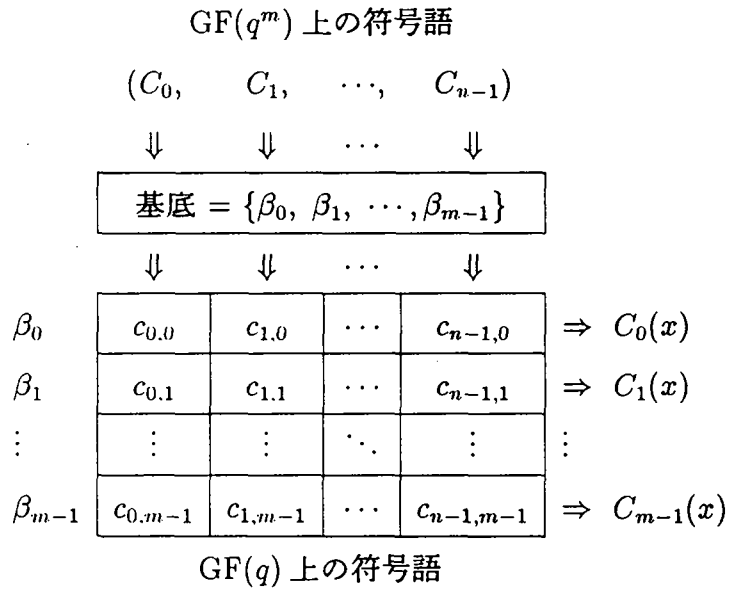 GF(q^m) 上の符号語
(C_0, C_1, ⋯, C_{n−1})
⇓ ⇓ ⋯ ⇓
基底 = {β_0, β_1, ⋯, β_{m−1}}
⇓ ⇓ ⋯ ⇓
β_0 c_{0,0} c_{1,0} ⋯ c_{n−1,0} ⇒ C_0(x)
β_1 c_{0,1} c_{1,1} ⋯ c_{n−1,1} ⇒ C_1(x)
⋮ ⋮ ⋮ ⋱ ⋮ ⋮
β_{m−1} c_{0,m−1} c_{1,m−1} ⋯ c_{n−1,m−1} ⇒ C_{m−1}(x)
GF(q) 上の符号語